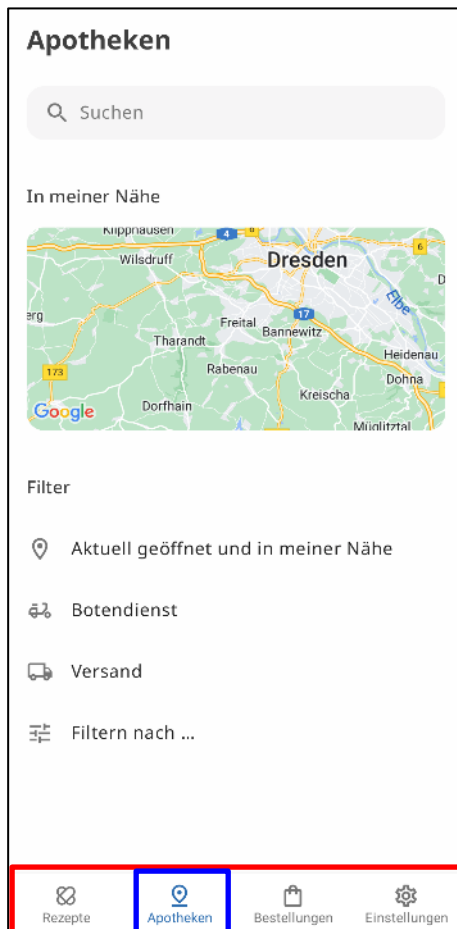 Apotheken
Suchen
In meiner Nähe
Klipphausen
4
6
Wilsdruff
Dresden
Elbe
17
Freital
Bannewitz
Tharandt
Heidenau
173
Rabenau
Dohna
Kreischa
Google
Dorfhain
Müglitztal
Filter
Aktuell geöffnet und in meiner Nähe
Botendienst
Versand
Filtern nach ...
Rezepte
Apotheken
Bestellungen
Einstellungen